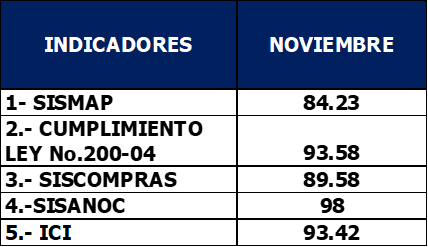 INDICADORES NOVIEMBRE
1- SISMAP 84.23
2.- CUMPLIMIENTO
LEY No.200-04 93.58
3.- SISCOMPRAS 89.58
4.-SISANOC 98
5.- ICI 93.42